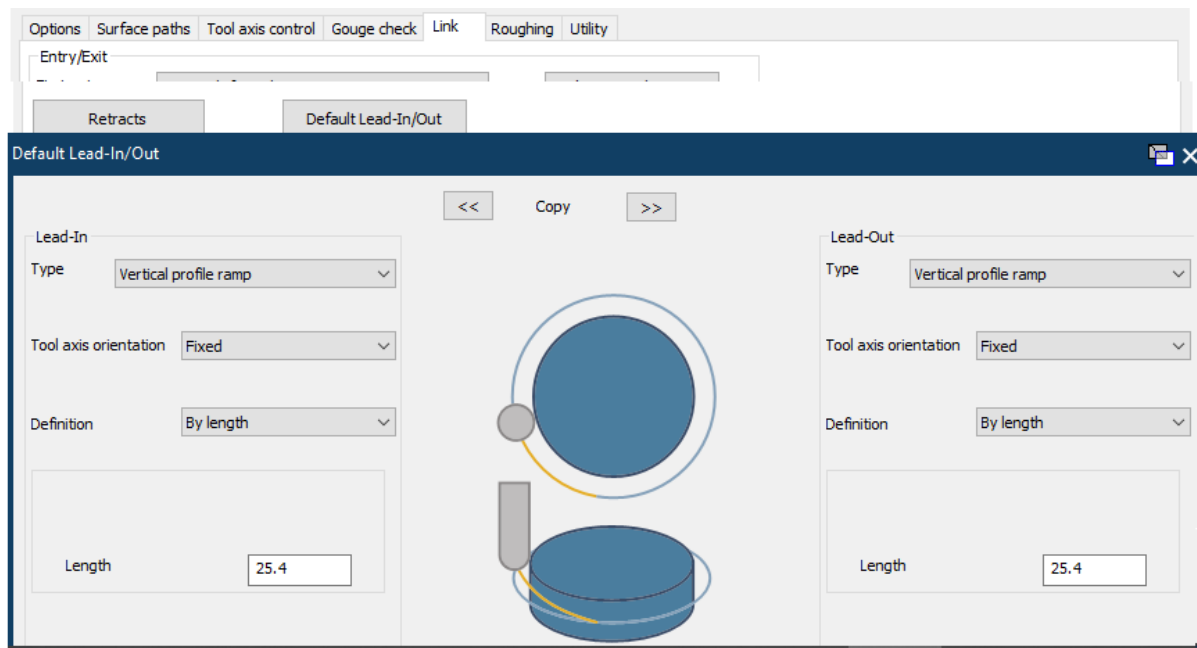 Options Surface paths Tool axis control Gouge check Link Roughing Utility
Entry/Exit
Retracts Default Lead-In/Out
Default Lead-In/Out
<< Copy >>
Lead-In Lead-Out
Type Vertical profile ramp Type Vertical profile ramp
Tool axis orientation Fixed Tool axis orientation Fixed
Definition By length Definition By length
Length 25.4 Length 25.4